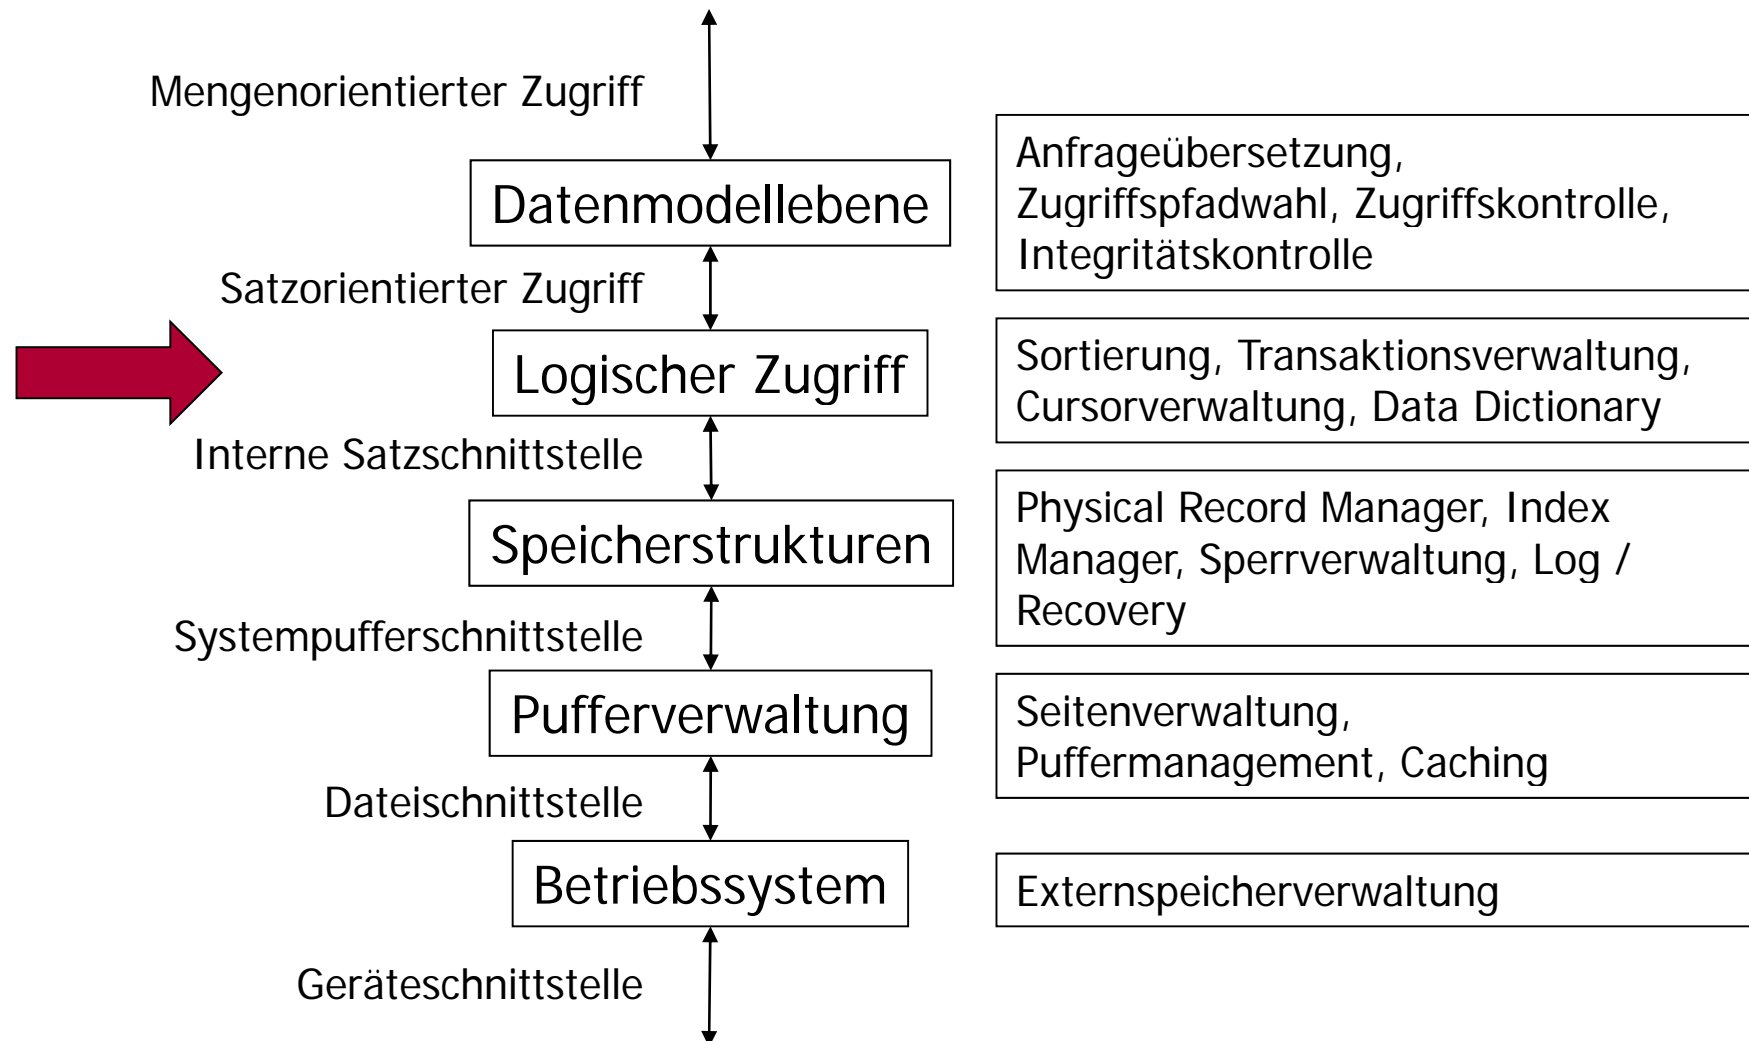 Mengenorientierter Zugriff
Datenmodellebene
Anfrageübersetzung,
Zugriffspfadwahl, Zugriffskontrolle,
Integritätskontrolle
Satzorientierter Zugriff
Logischer Zugriff
Sortierung, Transaktionsverwaltung,
Cursorverwaltung, Data Dictionary
Interne Satzschnittstelle
Speicherstrukturen
Physical Record Manager, Index
Manager, Sperrverwaltung, Log /
Recovery
Systempufferschnittstelle
Pufferverwaltung
Seitenverwaltung,
Puffermanagement, Caching
Dateischnittstelle
Betriebssystem
Externspeicherverwaltung
Geräteschnittstelle